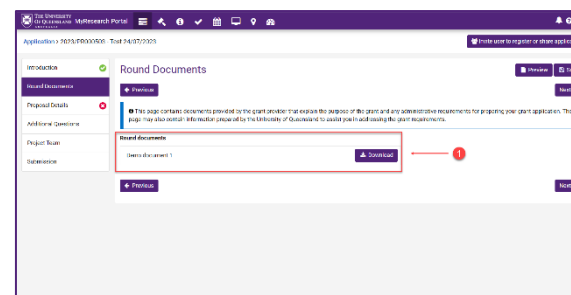 THE UNIVERSITY
OF QUEENSLAND MyResearch Portal
Application > 2023/PR000503 - Test 24/07/2023
Invite user to register or share applic
Introduction
Round Documents
Proposal Details
Additional Questions
Project Team
Submission
Round Documents
Preview
Previous
Next
This page contains documents provided by the grant provider that explain the purpose of the grant and any administrative requirements for preparing your grant application. The
page may also contain information prepared by the University of Queensland to assist you in addressing the grant requirements.
Round documents
Demo document 1
Download
1
Previous
Next